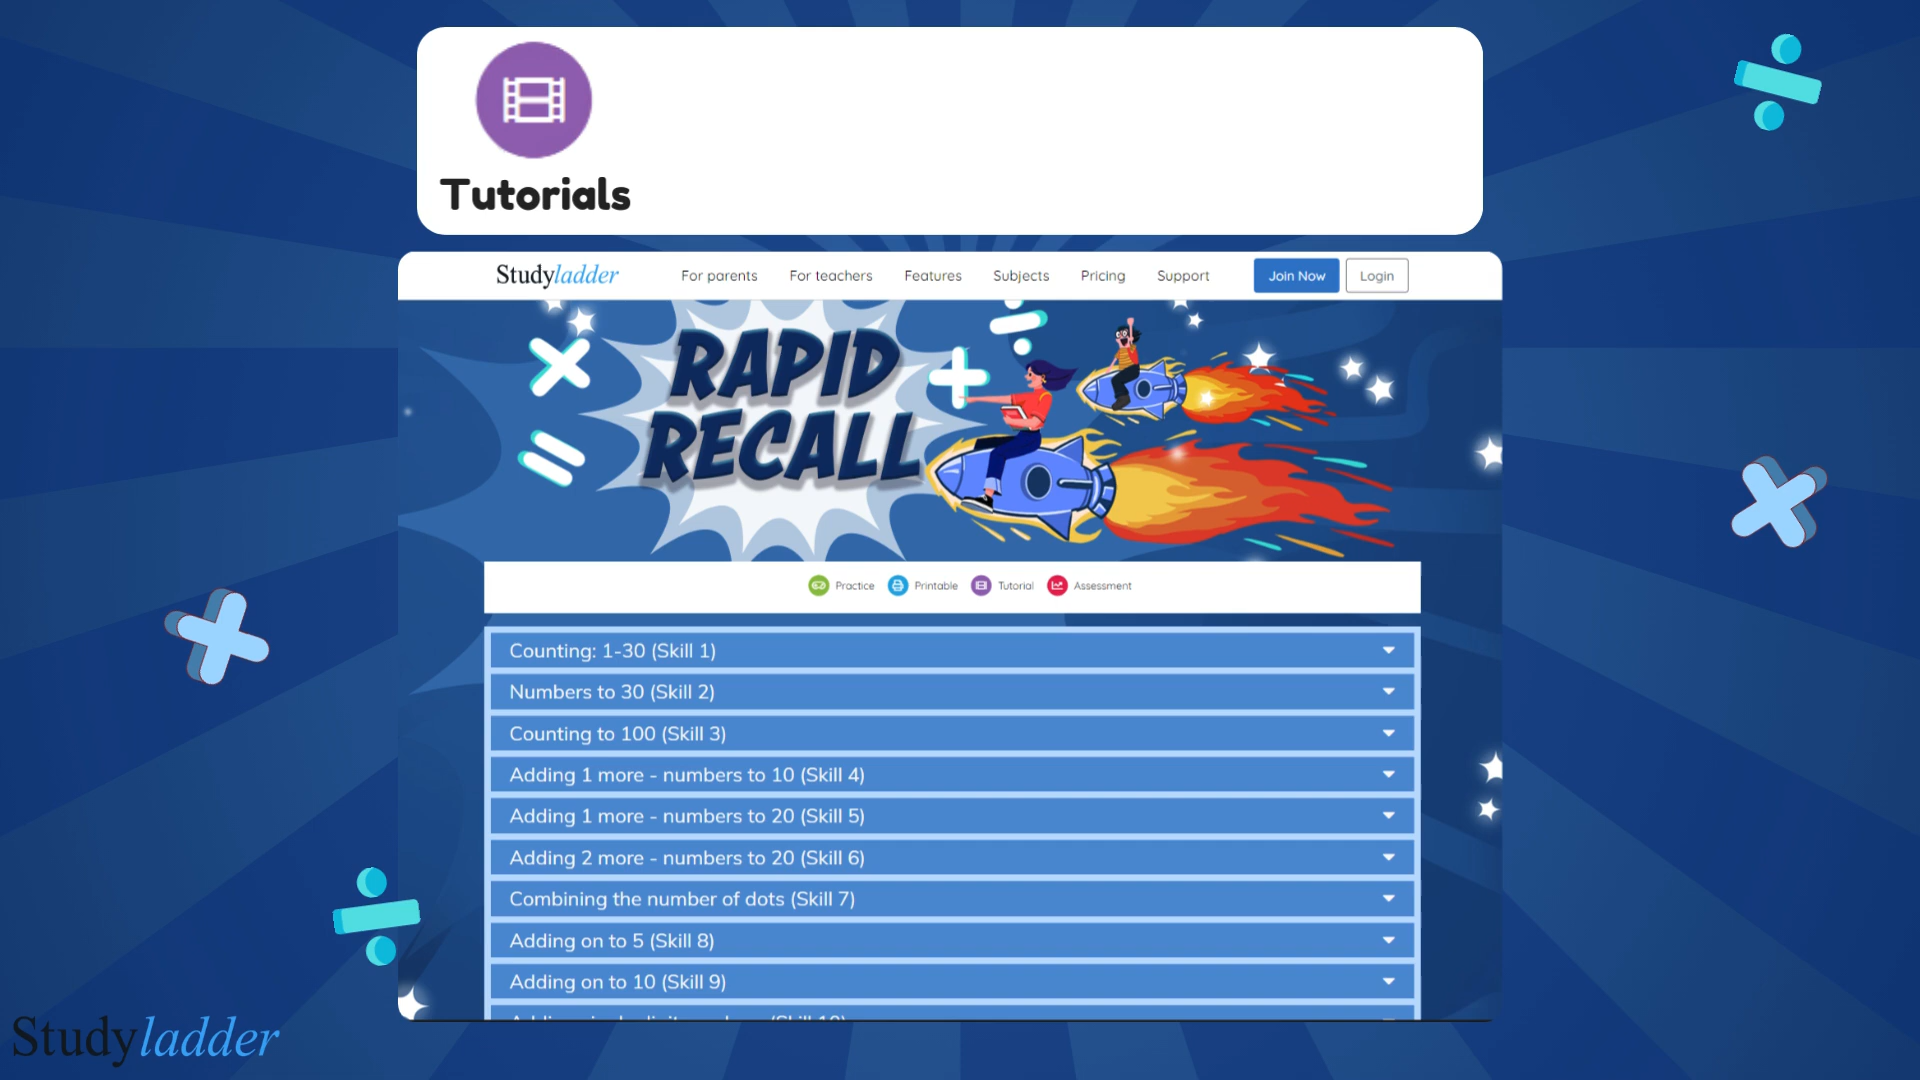 Tutorials
Studyladder
For parents
For teachers
Features
Subjects
Pricing
Support
Join Now
Login
RAPID
RECALL
Practice
Printable
Tutorial
Assessment
Counting: 1-30 (Skill 1)
Numbers to 30 (Skill 2)
Counting to 100 (Skill 3)
Adding 1 more - numbers to 10 (Skill 4)
Adding 1 more - numbers to 20 (Skill 5)
Adding 2 more - numbers to 20 (Skill 6)
Combining the number of dots (Skill 7)
Adding on to 5 (Skill 8)
Adding on to 10 (Skill 9)
Studyladder